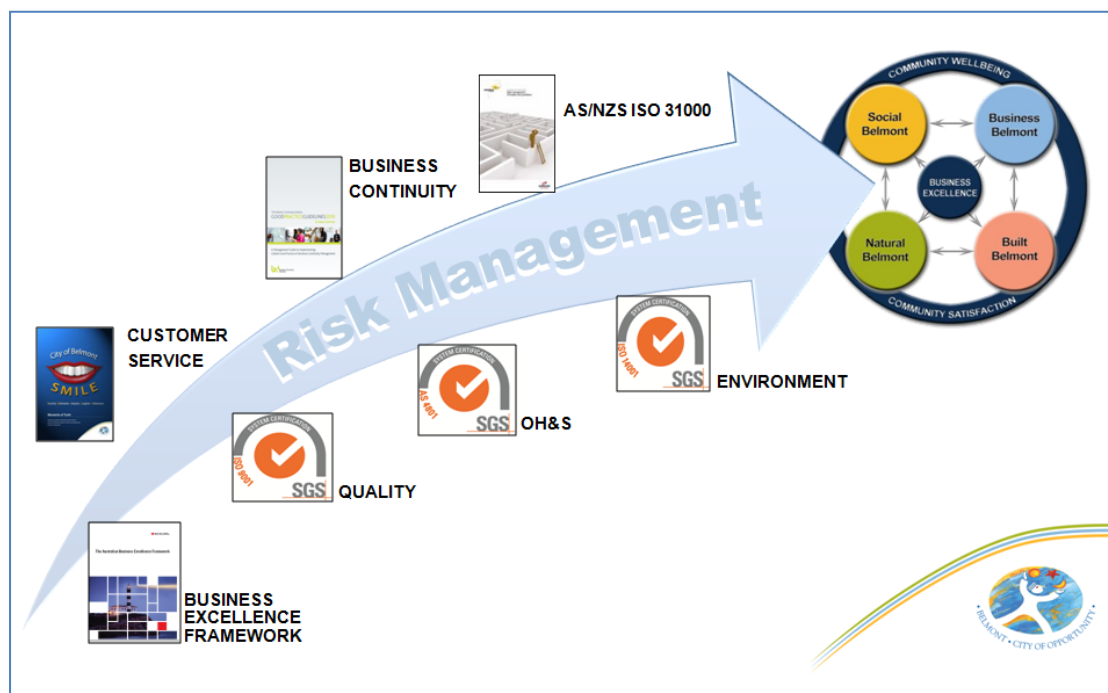 COMMUNITY WELLBEING
Social
Belmont
Business
Belmont
BUSINESS
EXCELLENCE
Natural
Belmont
Built
Belmont
COMMUNITY SATISFACTION
AS/NZS ISO 31000
BUSINESS
CONTINUITY
Risk Management
CUSTOMER
SERVICE
City of Belmont
SMILE
SYSTEM CERTIFICATION
ISO 14001
SGS
ENVIRONMENT
SYSTEM CERTIFICATION
AS 4801
SGS
OH&S
SYSTEM CERTIFICATION
ISO 9001
SGS
QUALITY
The Australian Business Excellence Framework
BUSINESS
EXCELLENCE
FRAMEWORK
• BELMONT • CITY OF OPPORTUNITY •